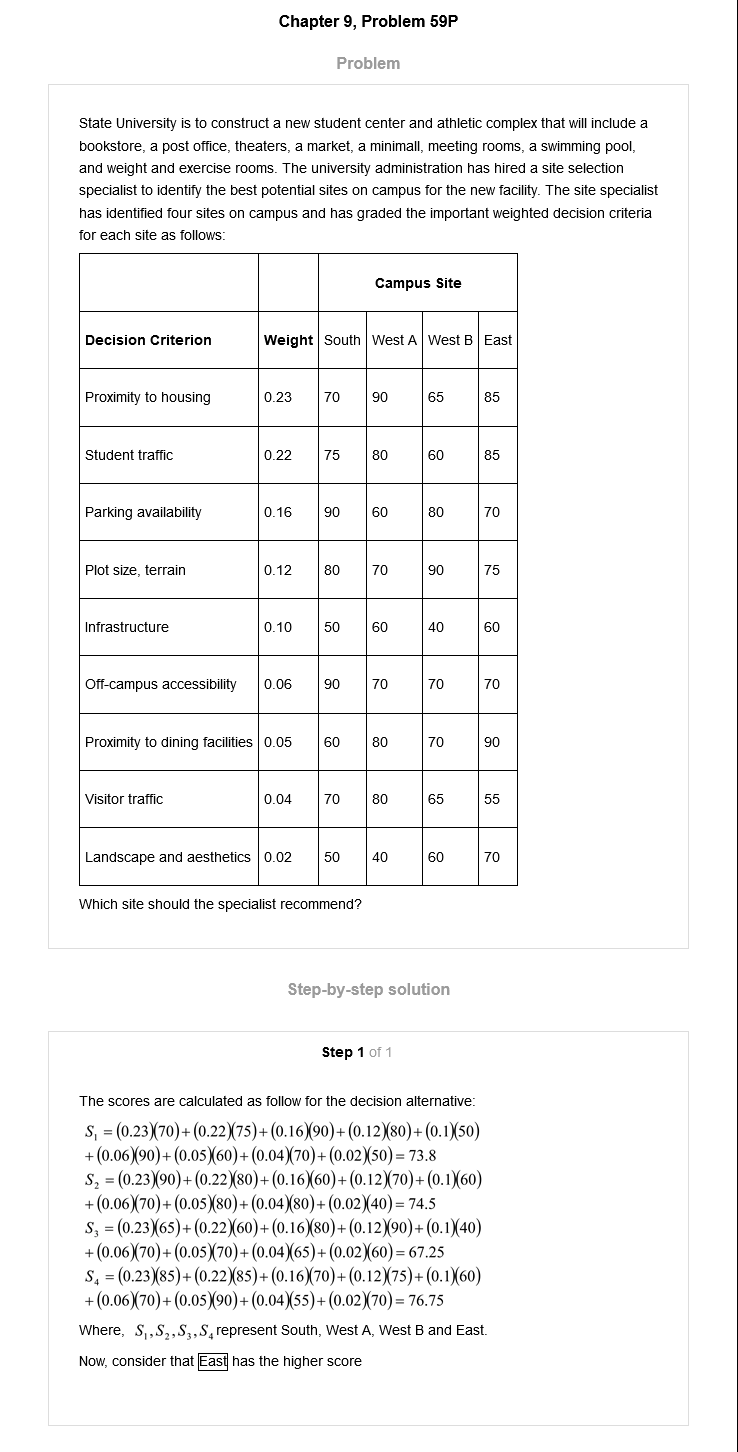 Chapter 9, Problem 59P
Problem
State University is to construct a new student center and athletic complex that will include a
bookstore, a post office, theaters, a market, a minimall, meeting rooms, a swimming pool,
and weight and exercise rooms. The university administration has hired a site selection
specialist to identify the best potential sites on campus for the new facility. The site specialist
has identified four sites on campus and has graded the important weighted decision criteria
for each site as follows:
Campus Site
Decision Criterion Weight South West A West B East
Proximity to housing 0.23 70 90 65 85
Student traffic 0.22 75 80 60 85
Parking availability 0.16 90 60 80 70
Plot size, terrain 0.12 80 70 90 75
Infrastructure 0.10 50 60 40 60
Off-campus accessibility 0.06 90 70 70 70
Proximity to dining facilities 0.05 60 80 70 90
Visitor traffic 0.04 70 80 65 55
Landscape and aesthetics 0.02 50 40 60 70
Which site should the specialist recommend?
Step-by-step solution
Step 1 of 1
The scores are calculated as follow for the decision alternative:
S₁ = (0.23)(70)+(0.22)(75)+(0.16)(90)+(0.12)(80)+(0.1)(50)
+(0.06)(90)+(0.05)(60)+(0.04)(70)+(0.02)(50)= 73.8
S₂ = (0.23)(90)+(0.22)(80)+(0.16)(60)+(0.12)(70)+(0.1)(60)
+(0.06)(70)+(0.05)(80)+(0.04)(80)+(0.02)(40)= 74.5
S₃ = (0.23)(65)+(0.22)(60)+(0.16)(80)+(0.12)(90)+(0.1)(40)
+(0.06)(70)+(0.05)(70)+(0.04)(65)+(0.02)(60)= 67.25
S₄ = (0.23)(85)+(0.22)(85)+(0.16)(70)+(0.12)(75)+(0.1)(60)
+(0.06)(70)+(0.05)(90)+(0.04)(55)+(0.02)(70)= 76.75
Where, S₁,S₂,S₃,S₄ represent South, West A, West B and East.
Now, consider that East has the higher score